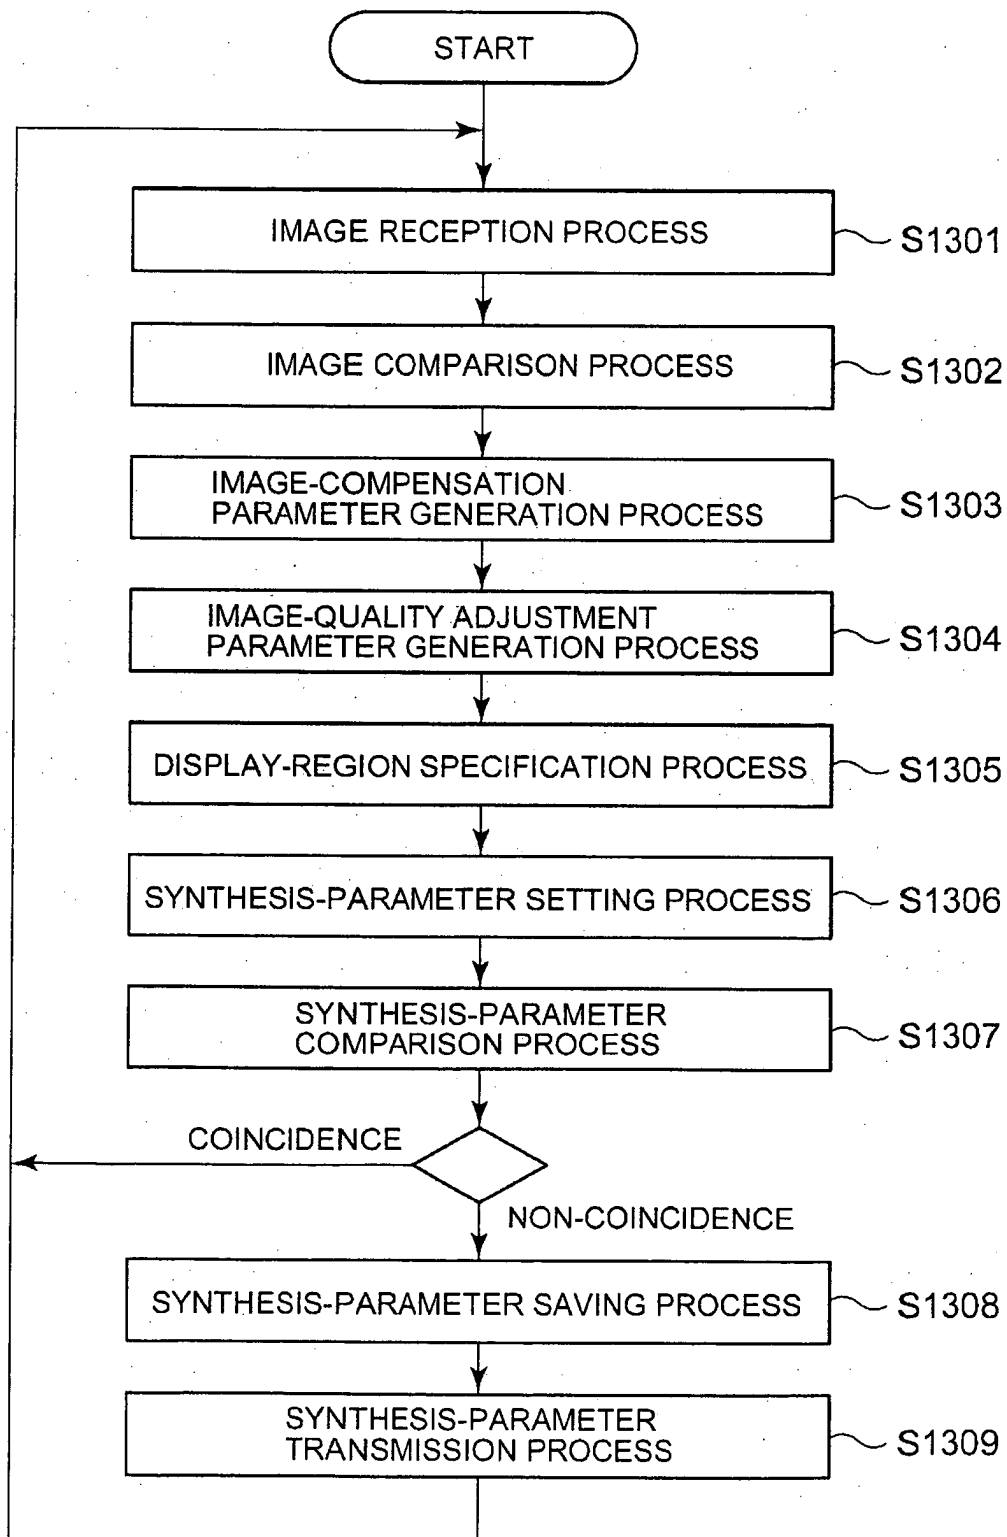 START
IMAGE RECEPTION PROCESS
S1301
IMAGE COMPARISON PROCESS
S1302
IMAGE-COMPENSATION
PARAMETER GENERATION PROCESS
S1303
IMAGE-QUALITY ADJUSTMENT
PARAMETER GENERATION PROCESS
S1304
DISPLAY-REGION SPECIFICATION PROCESS
S1305
SYNTHESIS-PARAMETER SETTING PROCESS
S1306
SYNTHESIS-PARAMETER
COMPARISON PROCESS
S1307
COINCIDENCE
NON-COINCIDENCE
SYNTHESIS-PARAMETER SAVING PROCESS
S1308
SYNTHESIS-PARAMETER
TRANSMISSION PROCESS
S1309